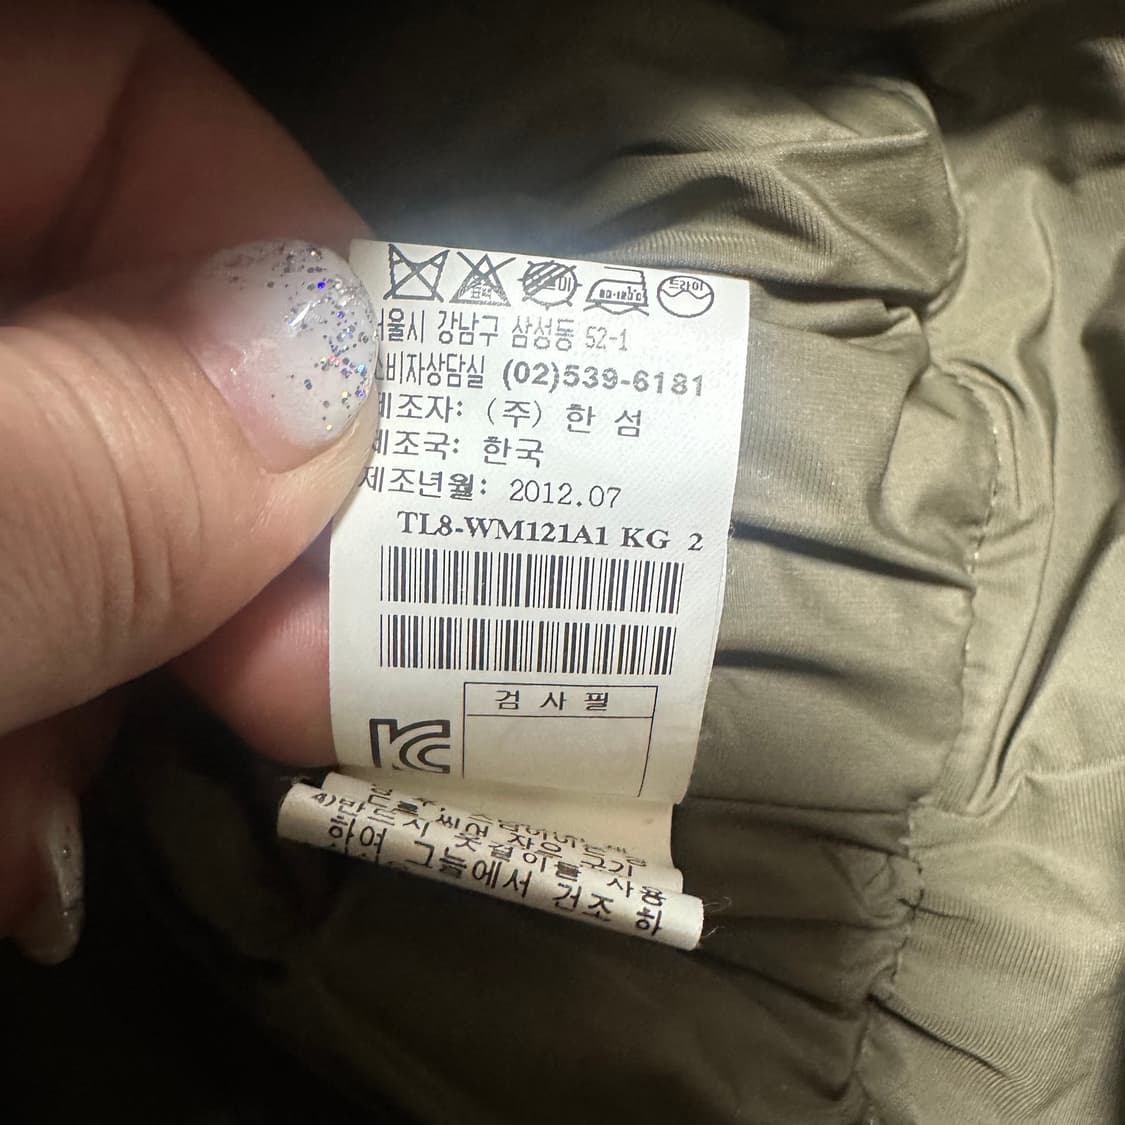 표백
드라이
서울시 강남구 삼성동 52-1
소비자상담실 (02)539-6181
제조자: (주) 한 섬
제조국: 한국
제조년월: 2012.07
TL8-WM121A1 KG 2
검 사 필
KC
4)반드시 옷걸이를 사용
하여 그늘에서 건조 하